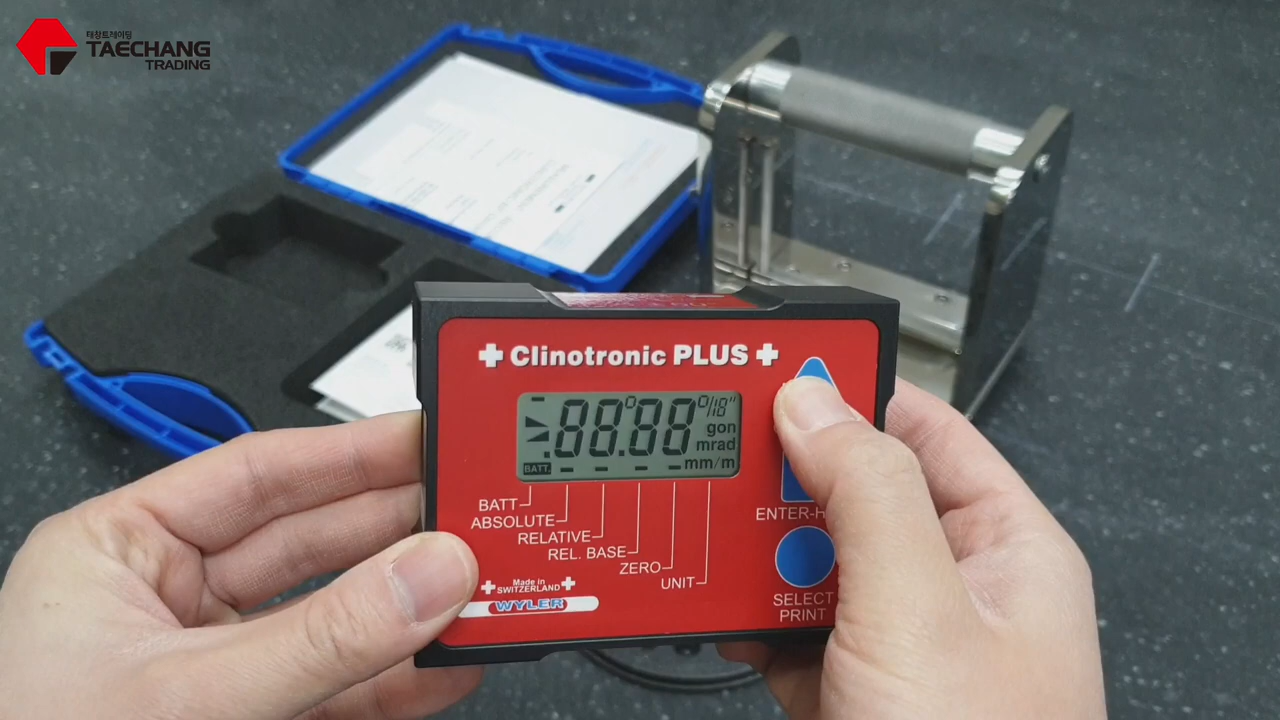 태창트레이딩
TAECHANG
TRADING
Clinotronic PLUS
.88°88°/18"
gon
mrad
mm/m
BATT.
BATT
ABSOLUTE
RELATIVE
REL. BASE
ZERO
UNIT
ENTER-H
SELECT
PRINT
Made in
SWITZERLAND
WYLER